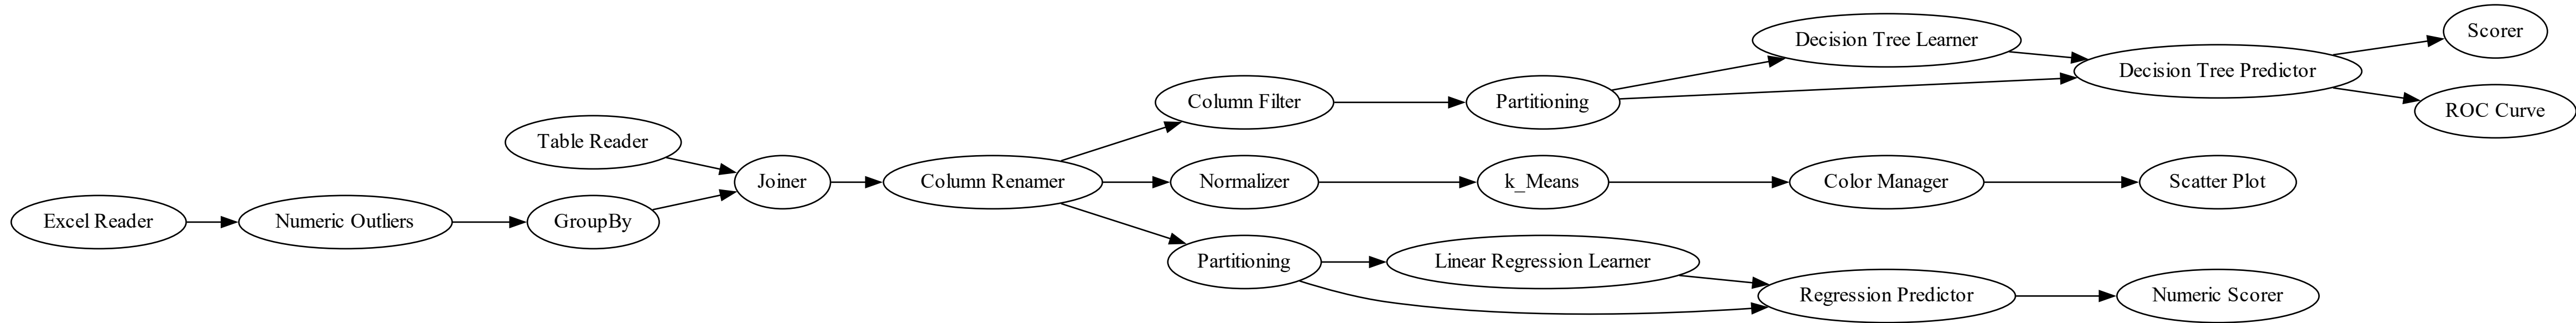 Scorer
Decision Tree Learner
Decision Tree Predictor
Column Filter
Partitioning
ROC Curve
Table Reader
Joiner
Column Renamer
Normalizer
k_Means
Color Manager
Scatter Plot
Excel Reader
Numeric Outliers
GroupBy
Partitioning
Linear Regression Learner
Regression Predictor
Numeric Scorer